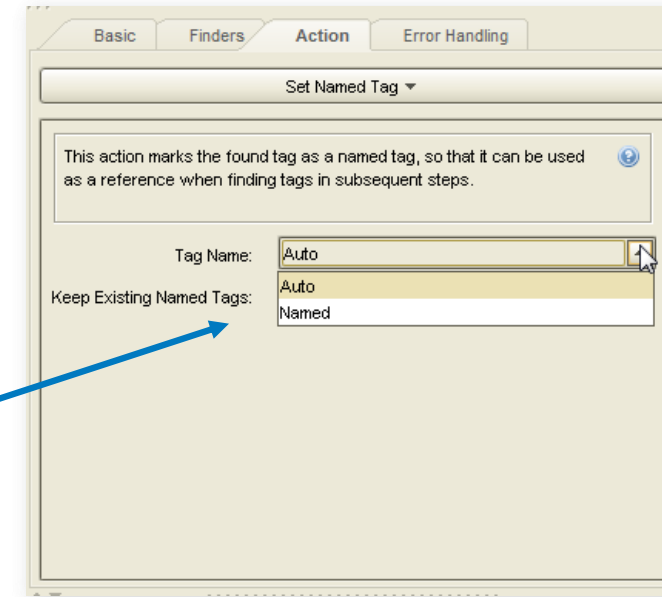 Basic Finders Action Error Handling
Set Named Tag
This action marks the found tag as a named tag, so that it can be used
as a reference when finding tags in subsequent steps.
Tag Name: Auto
Auto
Keep Existing Named Tags:
Named